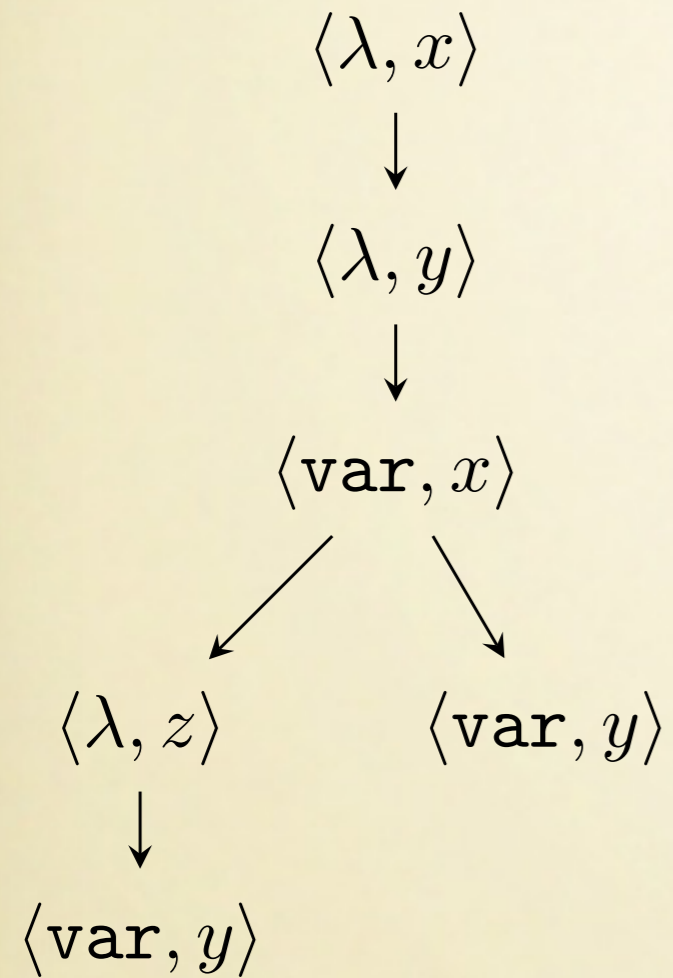 ⟨λ, x⟩
⟨λ, y⟩
⟨var, x⟩
⟨λ, z⟩ ⟨var, y⟩
⟨var, y⟩